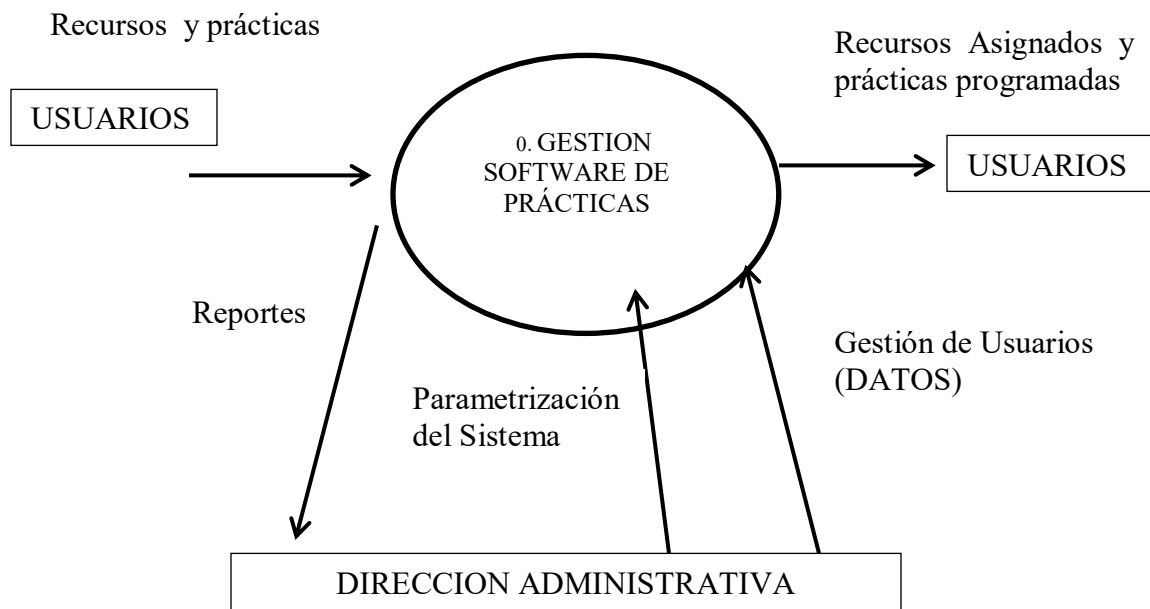 Recursos y prácticas
Recursos Asignados y
prácticas programadas
USUARIOS
0. GESTION
SOFTWARE DE
PRÁCTICAS
USUARIOS
Reportes
Gestión de Usuarios
(DATOS)
Parametrización
del Sistema
DIRECCION ADMINISTRATIVA